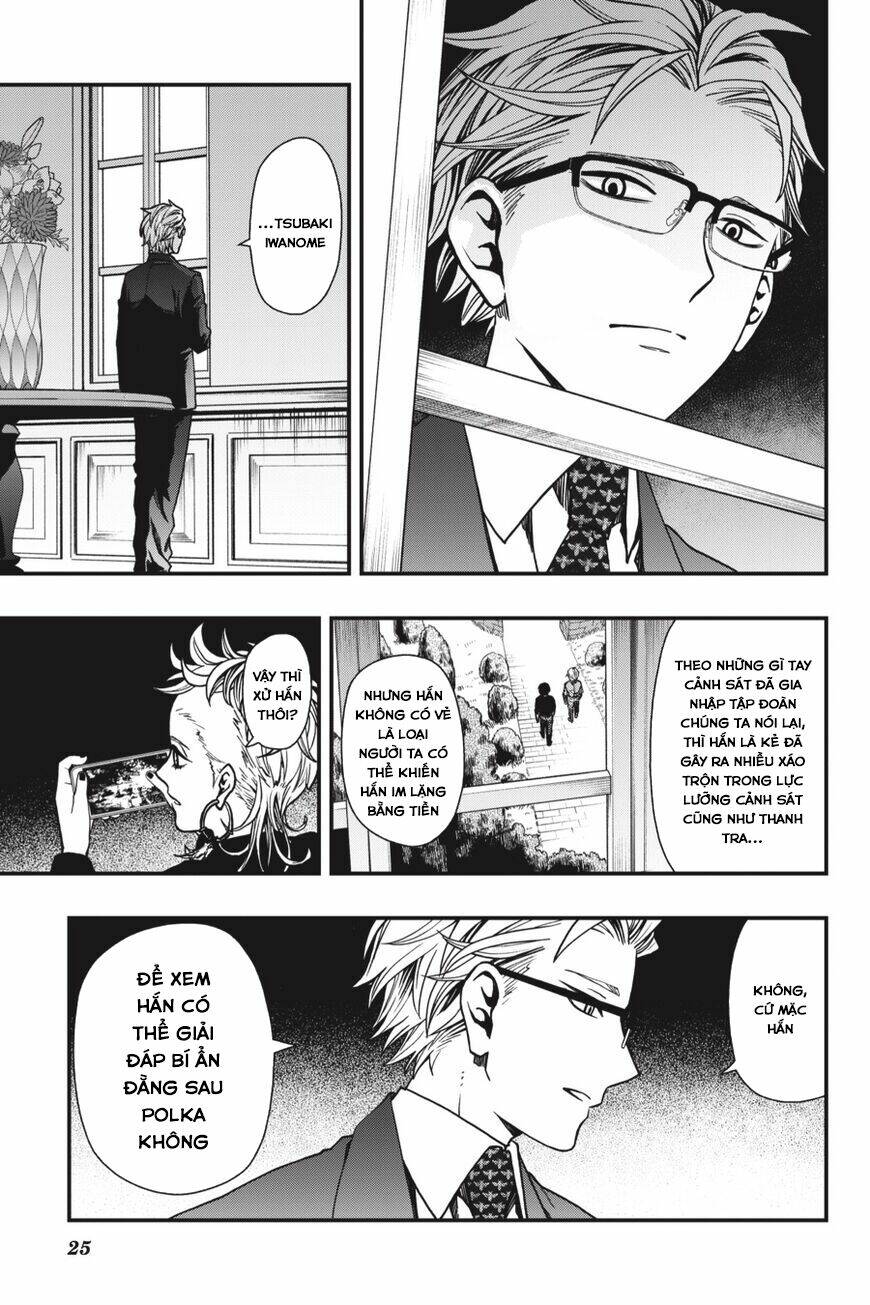 ...TSUBAKI
IWANOME
THEO NHỮNG GÌ TAY
CẢNH SÁT ĐÃ GIA
NHẬP TẬP ĐOÀN
CHÚNG TA NÓI LẠI,
THÌ HẮN LÀ KẺ ĐÃ
GÂY RA NHIỀU XÁO
TRỘN TRONG LỰC
LƯỠNG CẢNH SÁT
CŨNG NHƯ THANH
TRA...
NHƯNG HẮN
KHÔNG CÓ VẺ
LÀ LOẠI
NGƯỜI TA CÓ
THỂ KHIẾN
HẮN IM LẶNG
BẰNG TIỀN
VẬY THÌ
XỬ HẮN
THÔI!?
KHÔNG,
CỨ MẶC
HẮN
ĐỂ XEM
HẮN CÓ
THỂ GIẢI
ĐÁP BÍ ẨN
ĐẰNG SAU
POLKA
KHÔNG
25